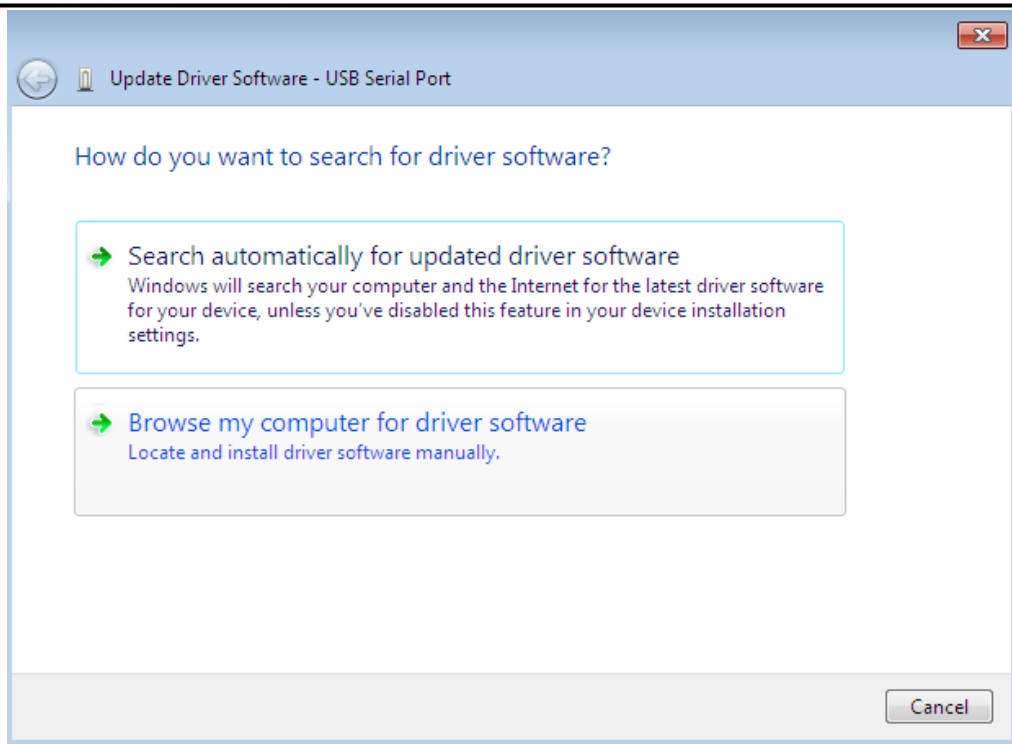 Update Driver Software - USB Serial Port
How do you want to search for driver software?
Search automatically for updated driver software
Windows will search your computer and the Internet for the latest driver software
for your device, unless you've disabled this feature in your device installation
settings.
Browse my computer for driver software
Locate and install driver software manually.
Cancel